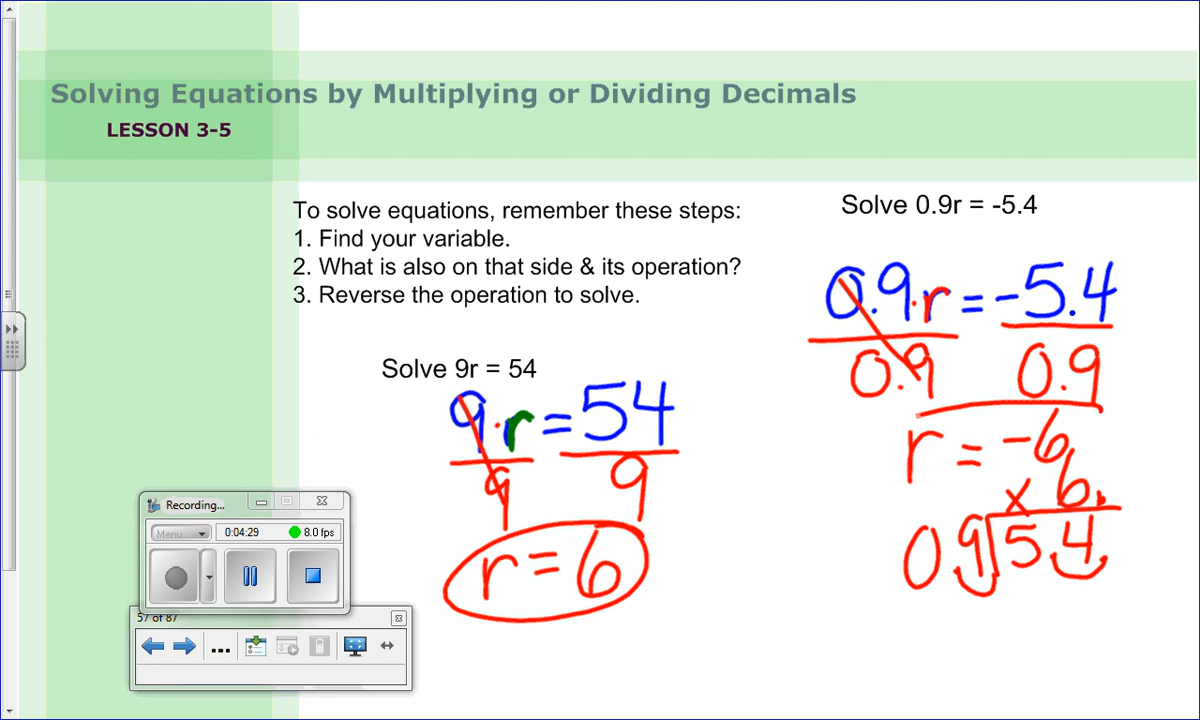 Solving Equations by Multiplying or Dividing Decimals
LESSON 3-5
To solve equations, remember these steps:
1. Find your variable.
2. What is also on that side & its operation?
3. Reverse the operation to solve.
Solve 9r = 54
9·r = 54
9 9
r = 6
Solve 0.9r = -5.4
0.9·r = -5.4
0.9 0.9
r = -6
x 6.
0 9 5 4
Recording...
Menu 0:04:29 8.0 fps
57 of 87
...